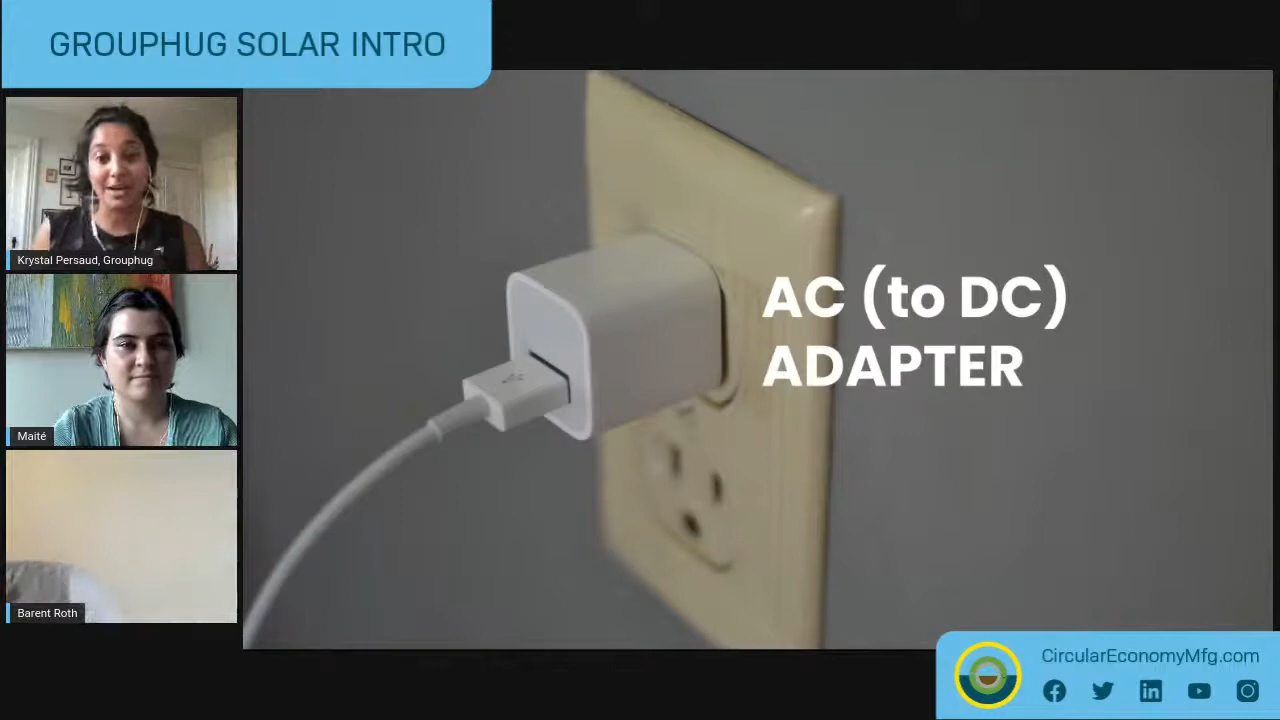 GROUPHUG SOLAR INTRO
Krystal Persaud, Grouphug
Maité
Barent Roth
AC (to DC)
ADAPTER
CircularEconomyMfg.com